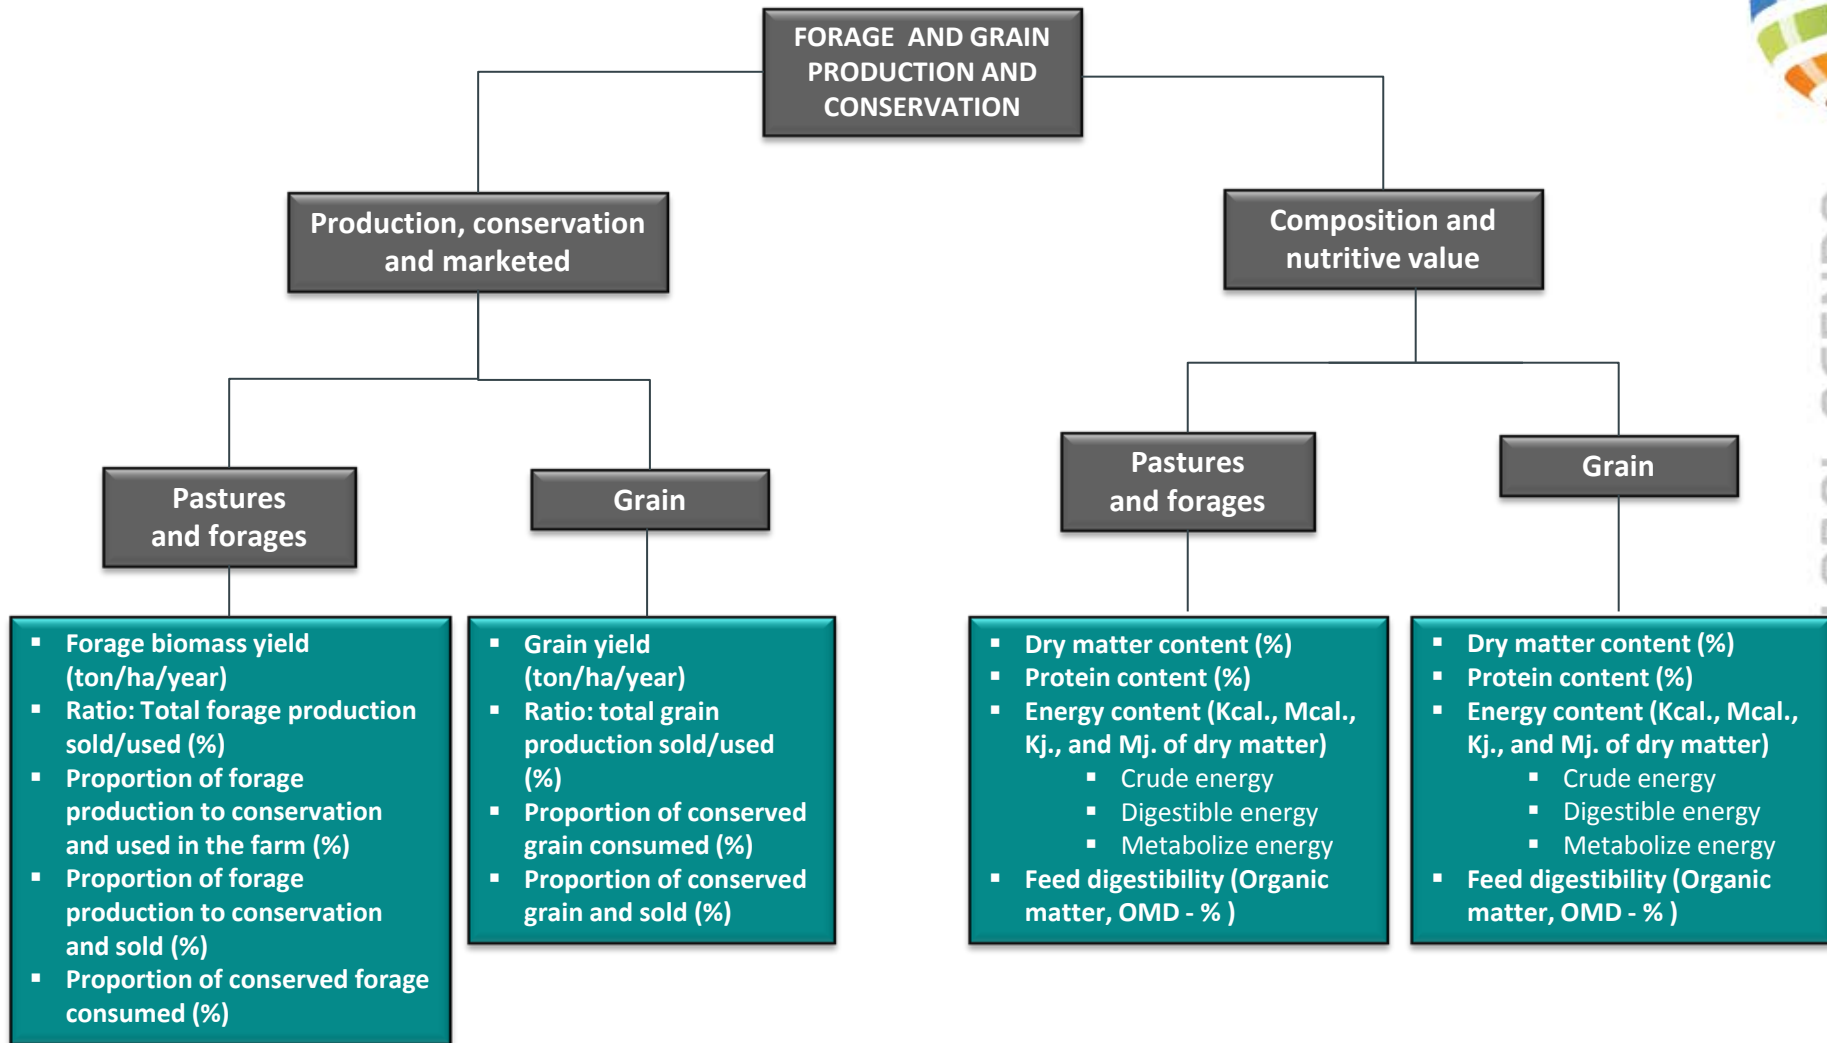 FORAGE AND GRAIN
PRODUCTION AND
CONSERVATION
Production, conservation
and marketed
Composition and
nutritive value
Pastures
and forages
Grain
Pastures
and forages
Grain
▪ Forage biomass yield
(ton/ha/year)
▪ Ratio: Total forage production
sold/used (%)
▪ Proportion of forage
production to conservation
and used in the farm (%)
▪ Proportion of forage
production to conservation
and sold (%)
▪ Proportion of conserved forage
consumed (%)
▪ Grain yield
(ton/ha/year)
▪ Ratio: total grain
production sold/used
(%)
▪ Proportion of conserved
grain consumed (%)
▪ Proportion of conserved
grain and sold (%)
▪ Dry matter content (%)
▪ Protein content (%)
▪ Energy content (Kcal., Mcal.,
Kj., and Mj. of dry matter)
▪ Crude energy
▪ Digestible energy
▪ Metabolize energy
▪ Feed digestibility (Organic
matter, OMD - % )
▪ Dry matter content (%)
▪ Protein content (%)
▪ Energy content (Kcal., Mcal.,
Kj., and Mj. of dry matter)
▪ Crude energy
▪ Digestible energy
▪ Metabolize energy
▪ Feed digestibility (Organic
matter, OMD - % )